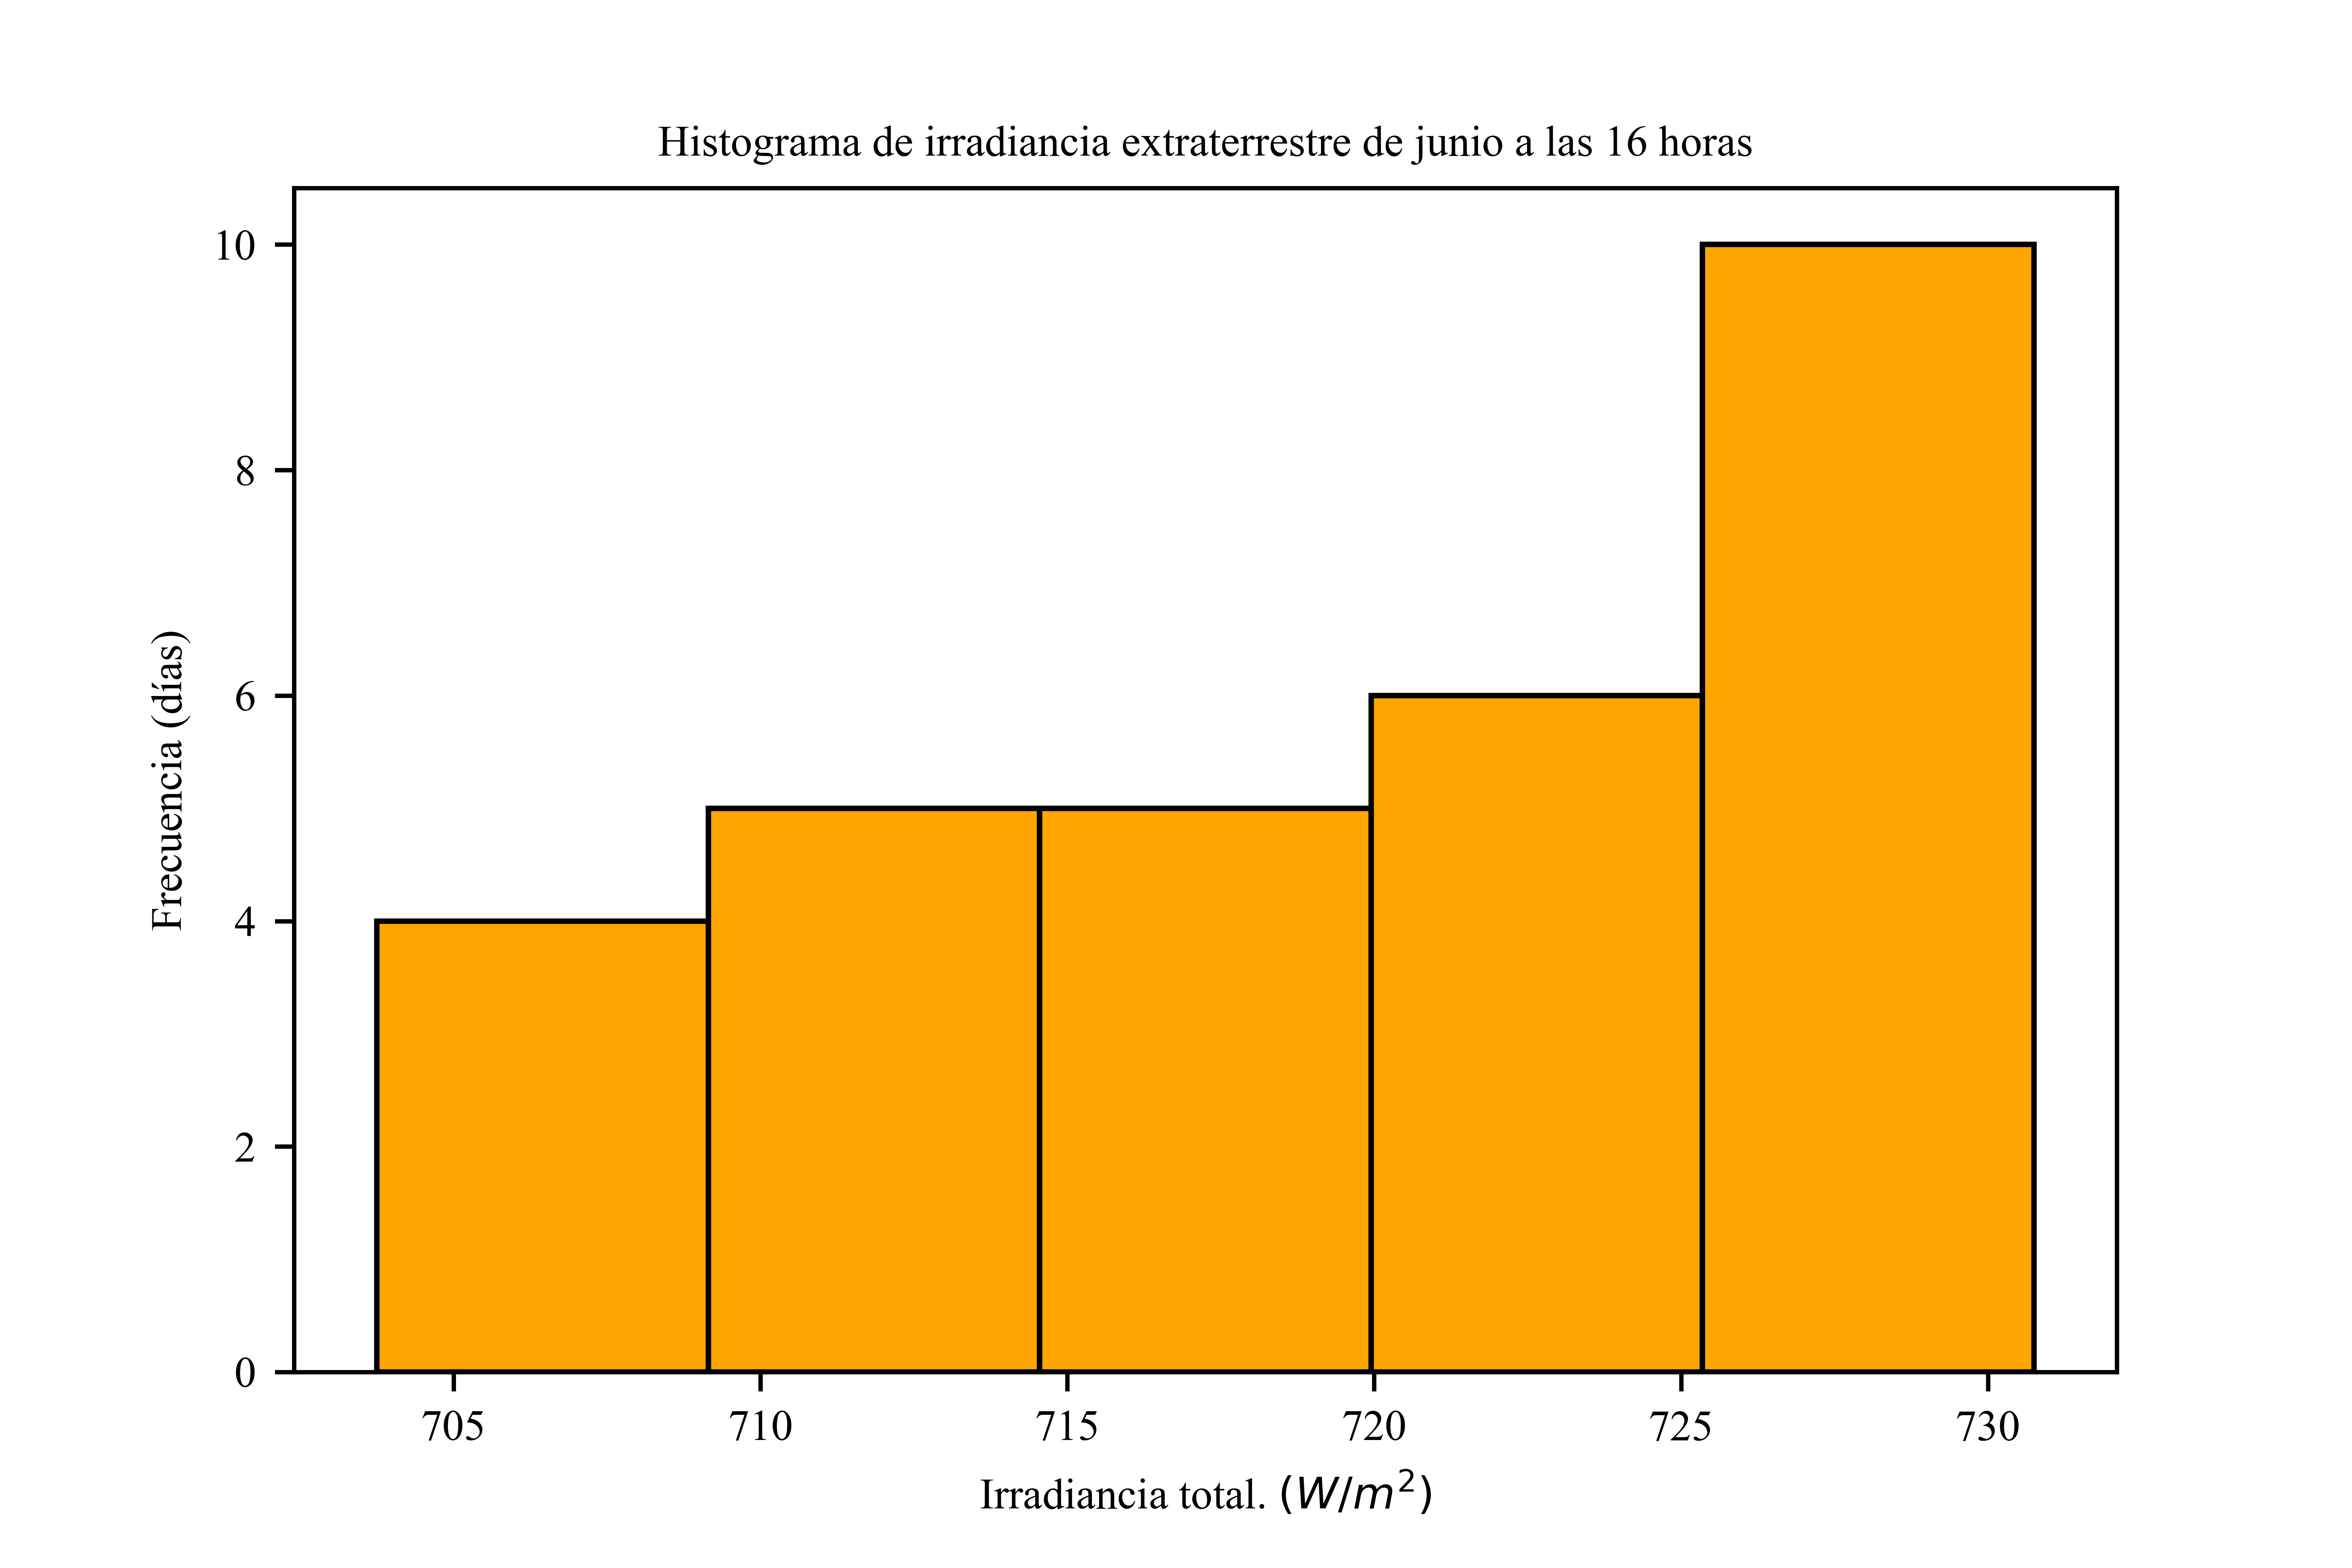 Histograma de irradiancia extraterrestre de junio a las 16 horas
10
8
6
4
2
0
Frecuencia (días)
705 710 715 720 725 730
Irradiancia total. (W/m²)